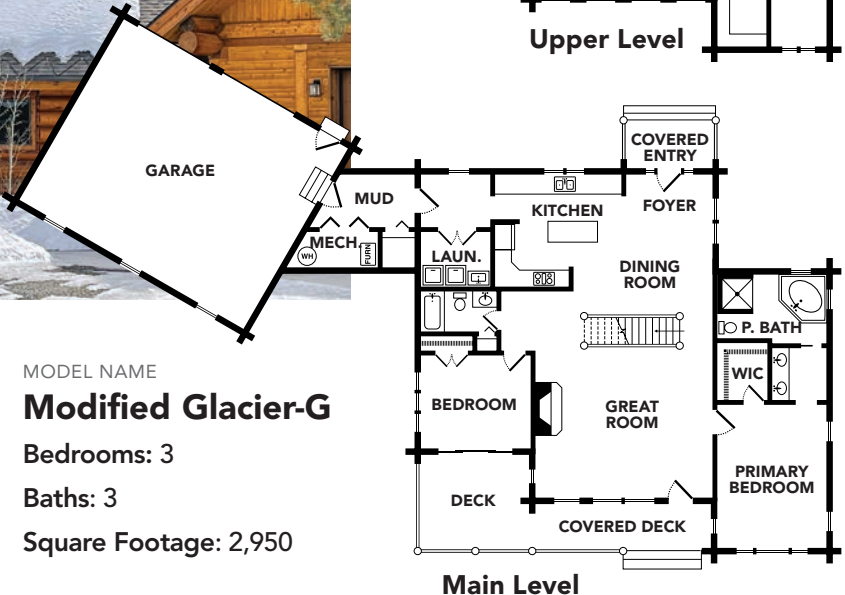 Upper Level
COVERED
ENTRY
GARAGE
MUD
KITCHEN
FOYER
MECH.
WH
FURN
LAUN.
DINING
ROOM
P. BATH
WIC
BEDROOM
GREAT
ROOM
PRIMARY
BEDROOM
DECK
COVERED DECK
Main Level
MODEL NAME
Modified Glacier-G
Bedrooms: 3
Baths: 3
Square Footage: 2,950